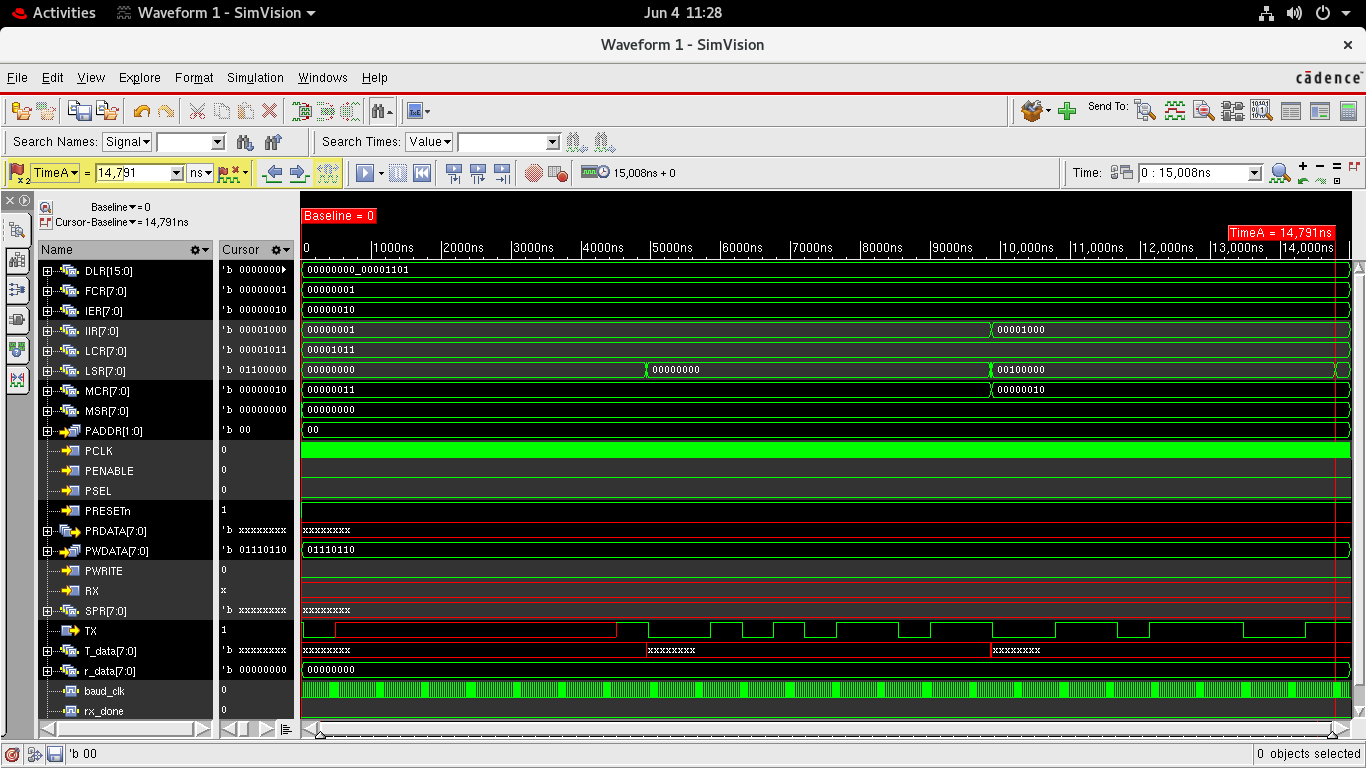 Activities Waveform 1 - SimVision Jun 4 11:28
Waveform 1 - SimVision
File Edit View Explore Format Simulation Windows Help cādence
Send To:
Search Names: Signal Search Times: Value
TimeA = 14,791 ns 15,008ns + 0 Time: 0 : 15,008ns
Baseline = 0
Cursor-Baseline = 14,791ns
Baseline = 0
TimeA = 14,791ns
Name Cursor 0 1000ns 2000ns 3000ns 4000ns 5000ns 6000ns 7000ns 8000ns 9000ns 10,000ns 11,000ns 12,000ns 13,000ns 14,000ns
DLR[15:0] 'b 0000000 00000000_00001101
FCR[7:0] 'b 00000001 00000001
IER[7:0] 'b 00000010 00000010
IIR[7:0] 'b 00001000 00000001 00001000
LCR[7:0] 'b 00001011 00001011
LSR[7:0] 'b 01100000 00000000 00000000 00100000
MCR[7:0] 'b 00000010 00000011 00000010
MSR[7:0] 'b 00000000 00000000
PADDR[1:0] 'b 00 00
PCLK 0
PENABLE 0
PSEL 0
PRESETn 1
PRDATA[7:0] 'b xxxxxxxx xxxxxxxx
PWDATA[7:0] 'b 01110110 01110110
PWRITE 0
RX x
SPR[7:0] 'b xxxxxxxx xxxxxxxx
TX 1
T_data[7:0] 'b xxxxxxxx xxxxxxxx xxxxxxxx xxxxxxxx
r_data[7:0] 'b 00000000 00000000
baud_clk 0
rx_done 0
'b 00 0 objects selected